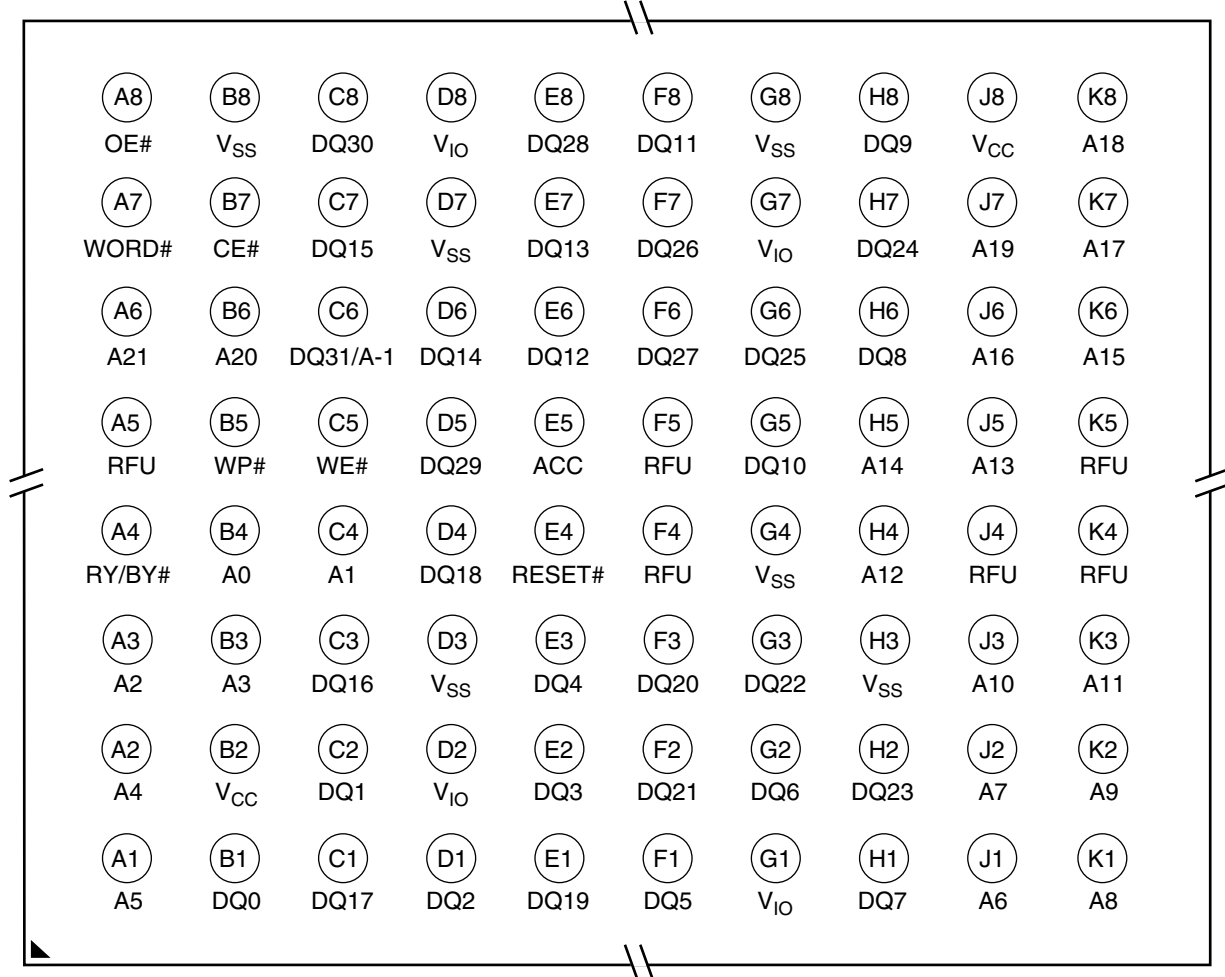 A8 B8 C8 D8 E8 F8 G8 H8 J8 K8
OE# VSS DQ30 VIO DQ28 DQ11 VSS DQ9 VCC A18
A7 B7 C7 D7 E7 F7 G7 H7 J7 K7
WORD# CE# DQ15 VSS DQ13 DQ26 VIO DQ24 A19 A17
A6 B6 C6 D6 E6 F6 G6 H6 J6 K6
A21 A20 DQ31/A-1 DQ14 DQ12 DQ27 DQ25 DQ8 A16 A15
A5 B5 C5 D5 E5 F5 G5 H5 J5 K5
RFU WP# WE# DQ29 ACC RFU DQ10 A14 A13 RFU
A4 B4 C4 D4 E4 F4 G4 H4 J4 K4
RY/BY# A0 A1 DQ18 RESET# RFU VSS A12 RFU RFU
A3 B3 C3 D3 E3 F3 G3 H3 J3 K3
A2 A3 DQ16 VSS DQ4 DQ20 DQ22 VSS A10 A11
A2 B2 C2 D2 E2 F2 G2 H2 J2 K2
A4 VCC DQ1 VIO DQ3 DQ21 DQ6 DQ23 A7 A9
A1 B1 C1 D1 E1 F1 G1 H1 J1 K1
A5 DQ0 DQ17 DQ2 DQ19 DQ5 VIO DQ7 A6 A8